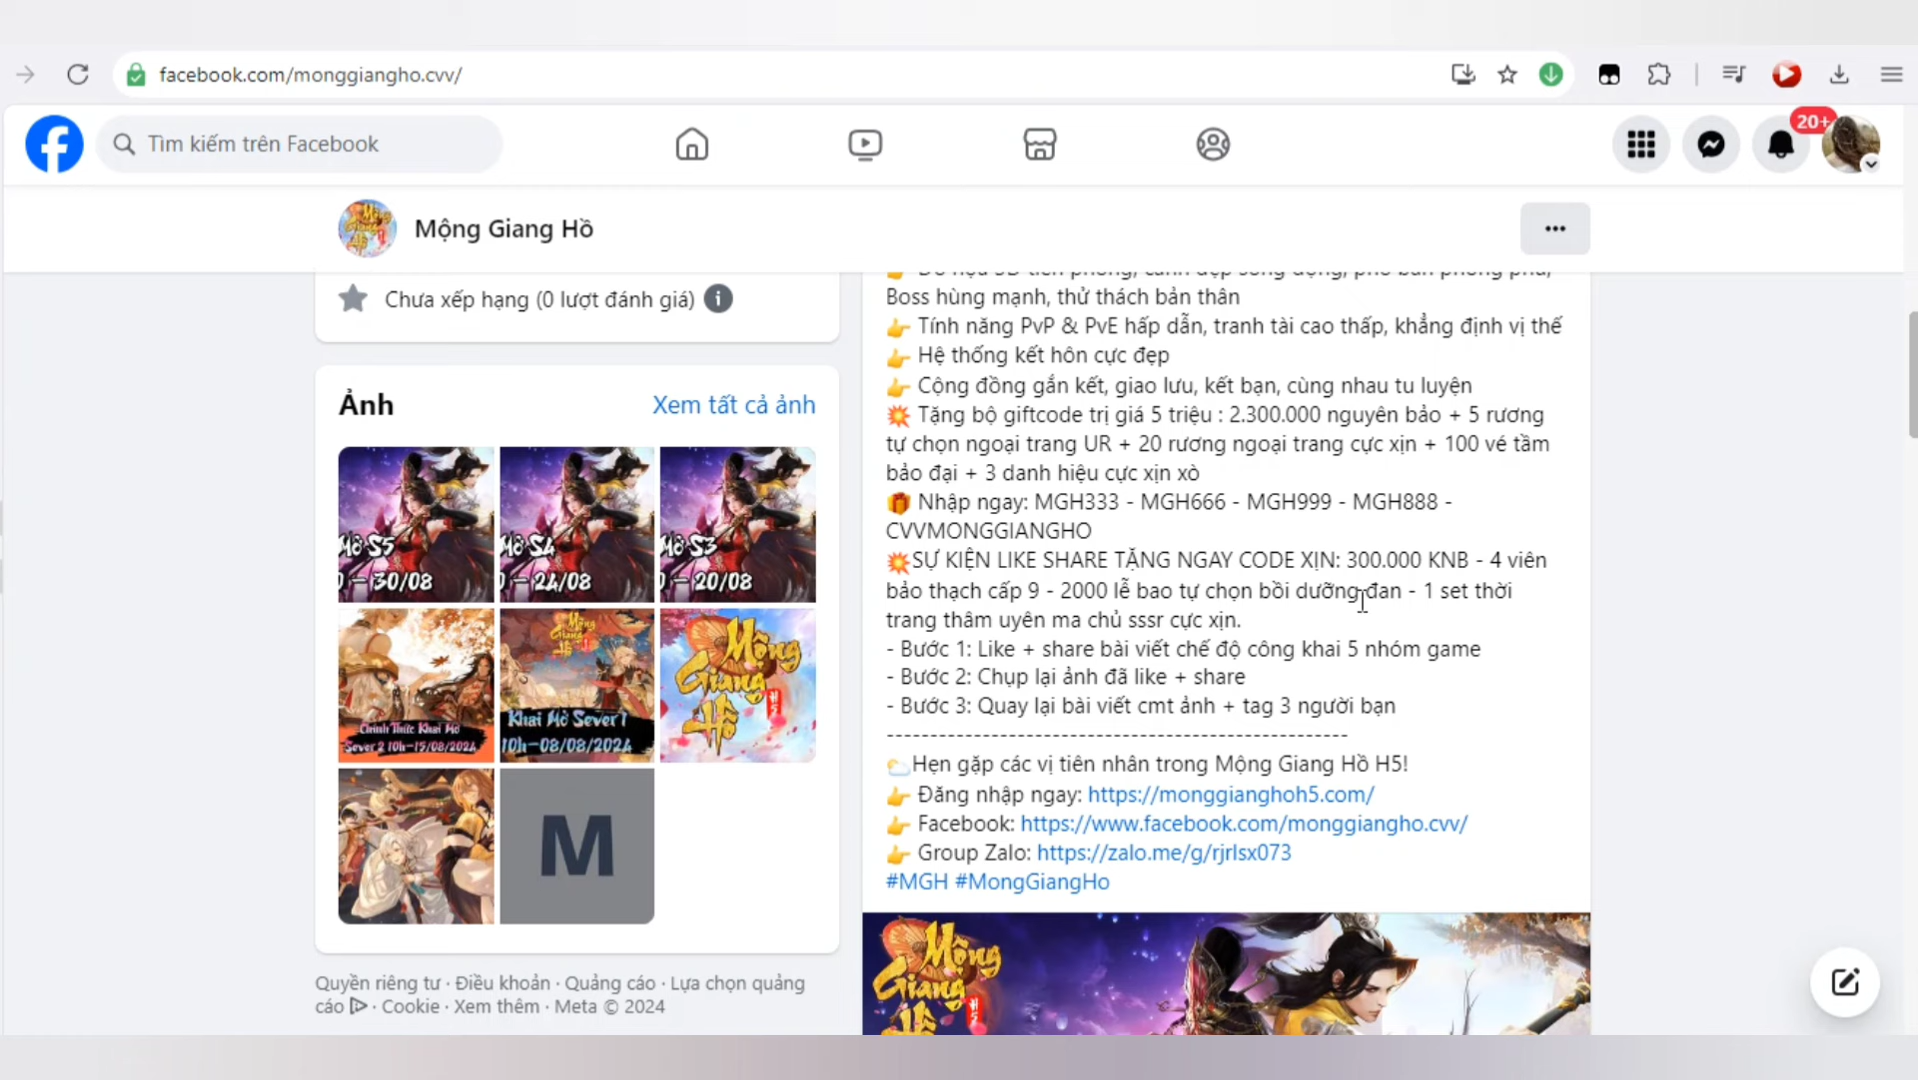 facebook.com/monggiangho.cvv/
Tìm kiếm trên Facebook
20+
Mộng Giang Hồ
Chưa xếp hạng (0 lượt đánh giá)
Ảnh
Xem tất cả ảnh
Mở S5
0 - 30/08
Mở S4
0 - 24/08
Mở S3
0 - 20/08
Chính Thức Khai Mở
Sever 2 10h-15/08/2024
Mộng Giang Hồ
Khai Mở Sever 1
10h-08/08/2024
Mộng Giang Hồ
H5
M
Quyền riêng tư · Điều khoản · Quảng cáo · Lựa chọn quảng
cáo · Cookie · Xem thêm · Meta © 2024
Boss hùng mạnh, thử thách bản thân
👉 Tính năng PvP & PvE hấp dẫn, tranh tài cao thấp, khẳng định vị thế
👉 Hệ thống kết hôn cực đẹp
👉 Cộng đồng gắn kết, giao lưu, kết bạn, cùng nhau tu luyện
💥 Tặng bộ giftcode trị giá 5 triệu : 2.300.000 nguyên bảo + 5 rương
tự chọn ngoại trang UR + 20 rương ngoại trang cực xịn + 100 vé tầm
bảo đại + 3 danh hiệu cực xịn xò
🎁 Nhập ngay: MGH333 - MGH666 - MGH999 - MGH888 -
CVVMONGGIANGHO
💥SỰ KIỆN LIKE SHARE TẶNG NGAY CODE XỊN: 300.000 KNB - 4 viên
bảo thạch cấp 9 - 2000 lễ bao tự chọn bồi dưỡng đan - 1 set thời
trang thâm uyên ma chủ sssr cực xịn.
- Bước 1: Like + share bài viết chế độ công khai 5 nhóm game
- Bước 2: Chụp lại ảnh đã like + share
- Bước 3: Quay lại bài viết cmt ảnh + tag 3 người bạn
----------------------------------------------------
🌥Hẹn gặp các vị tiên nhân trong Mộng Giang Hồ H5!
👉 Đăng nhập ngay: https://monggianghoh5.com/
👉 Facebook: https://www.facebook.com/monggiangho.cvv/
👉 Group Zalo: https://zalo.me/g/rjrlsx073
#MGH #MongGiangHo
Mộng
Giang
Hồ
H5